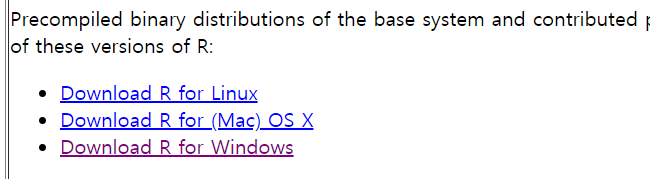 Precompiled binary distributions of the base system and contributed
of these versions of R:
Download R for Linux
Download R for (Mac) OS X
Download R for Windows